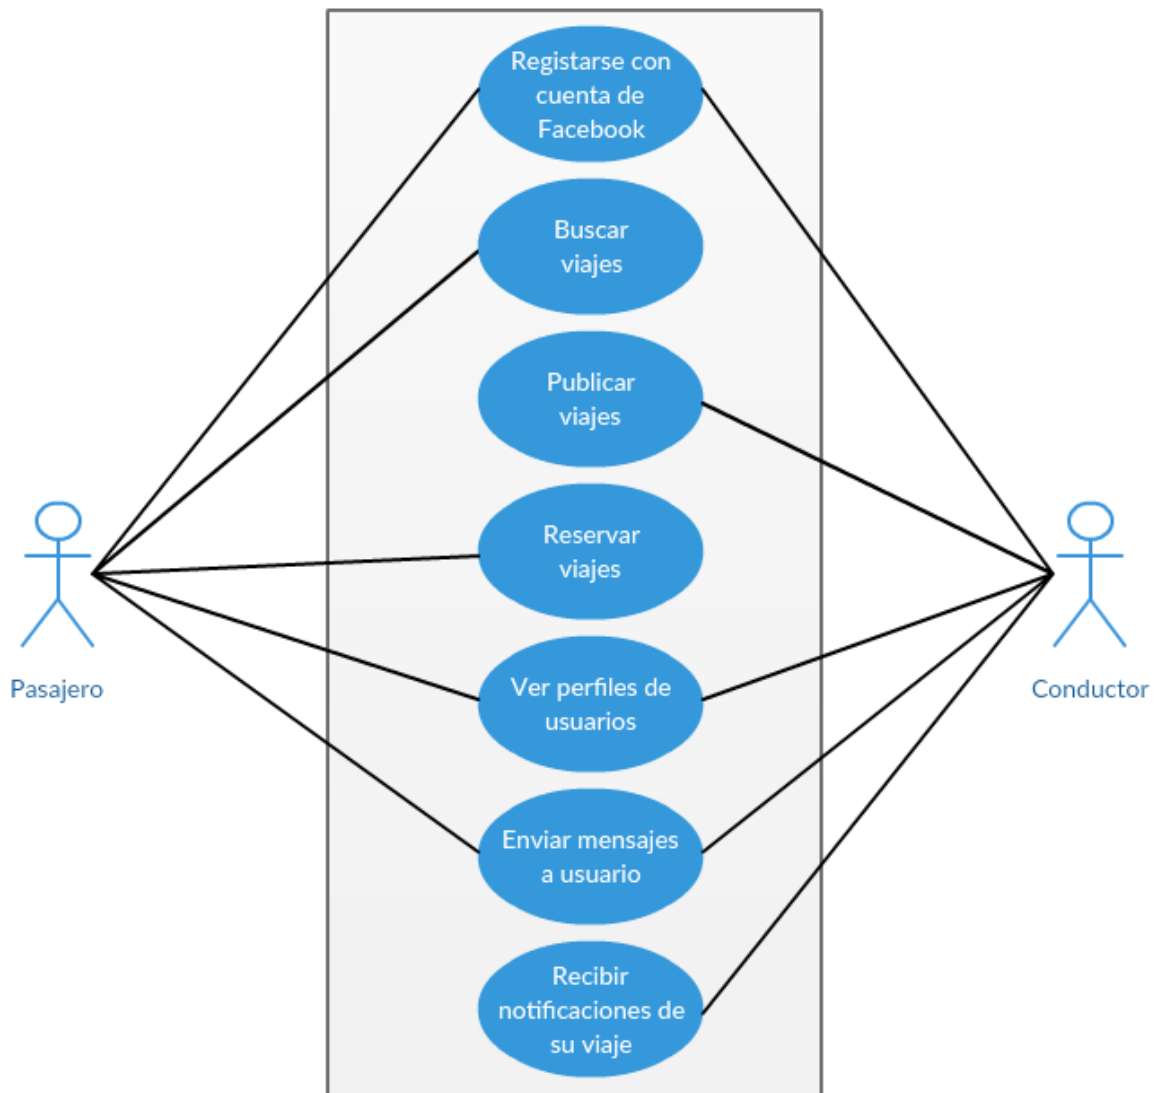 Registarse con
cuenta de
Facebook
Buscar
viajes
Publicar
viajes
Reservar
viajes
Pasajero
Ver perfiles de
usuarios
Conductor
Enviar mensajes
a usuario
Recibir
notificaciones de
su viaje